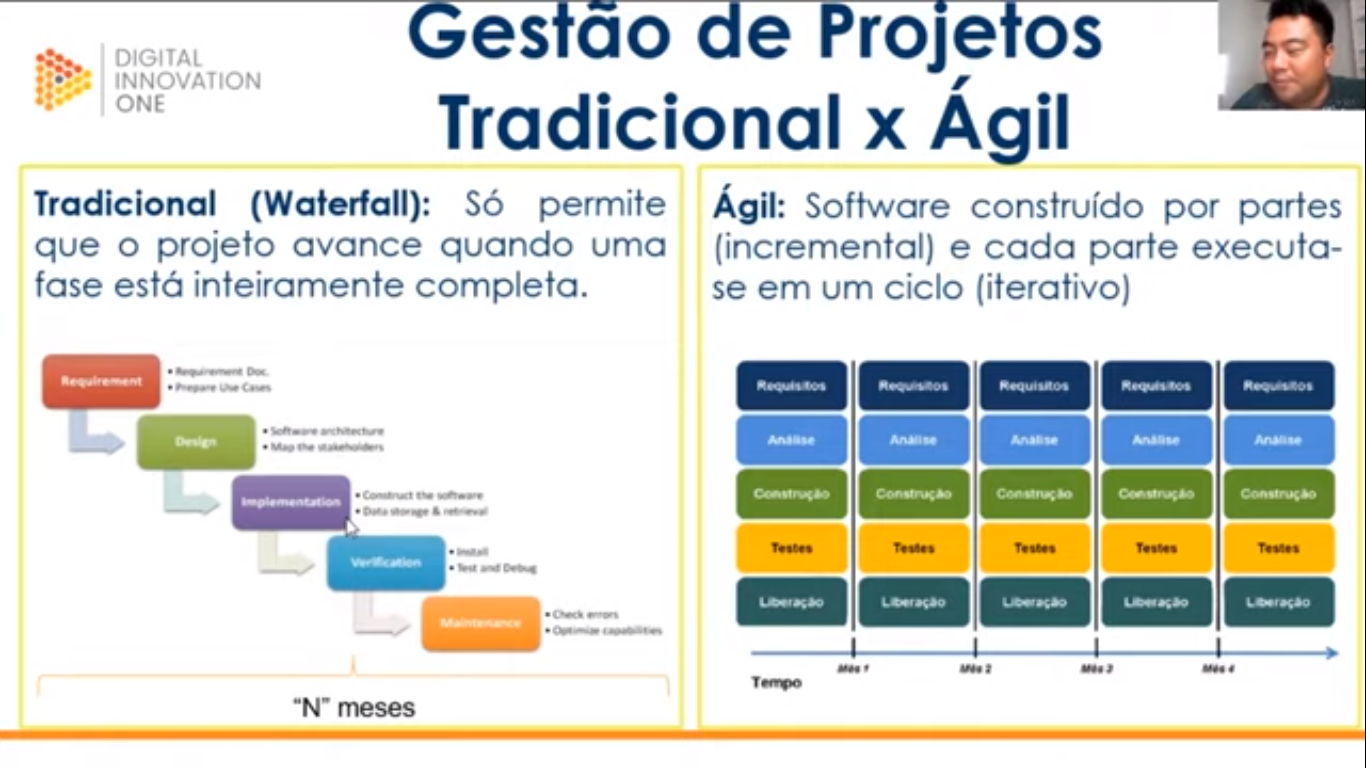 Gestão de Projetos
Tradicional x Ágil
DIGITAL
INNOVATION
ONE
Tradicional (Waterfall): Só permite
que o projeto avance quando uma
fase está inteiramente completa.
Requirement
• Requirement Doc.
• Prepare Use Cases
Design
• Software architecture
• Map the stakeholders
Implementation
• Construct the software
• Data storage & retrieval
Verification
• Install
• Test and Debug
Maintenance
• Check errors
• Optimize capabilities
"N" meses
Ágil: Software construído por partes
(incremental) e cada parte executa-
se em um ciclo (iterativo)
Requisitos Requisitos Requisitos Requisitos Requisitos
Análise Análise Análise Análise Análise
Construção Construção Construção Construção Construção
Testes Testes Testes Testes Testes
Liberação Liberação Liberação Liberação Liberação
Mês 1 Mês 2 Mês 3 Mês 4
Tempo